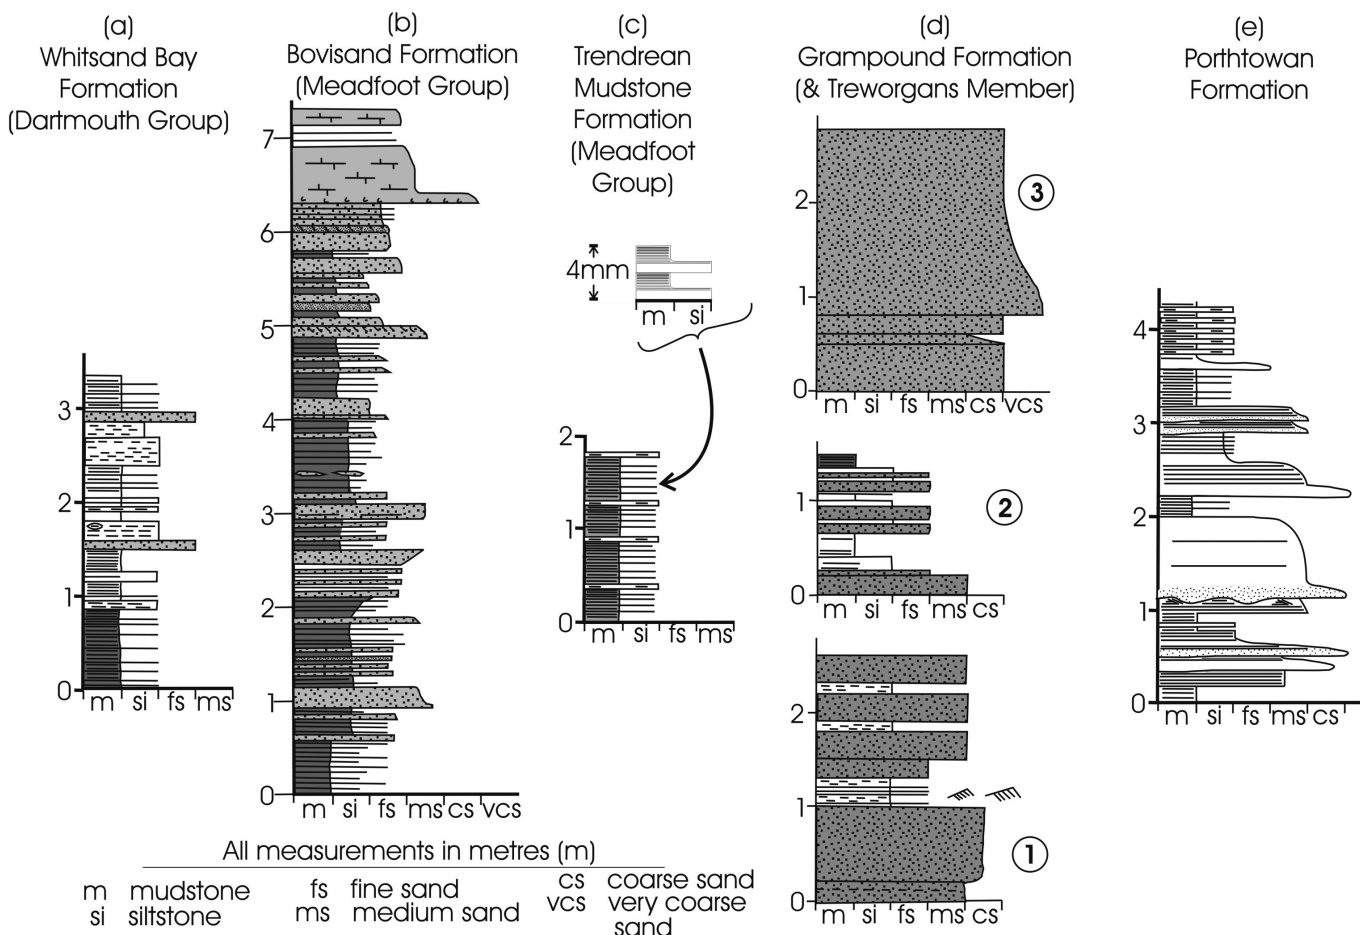 (a)
Whitsand Bay
Formation
(Dartmouth Group)
3
2
1
0
m si fs ms
(b)
Bovisand Formation
(Meadfoot Group)
7
6
5
4
3
2
1
0
m si fs ms cs vcs
(c)
Trendrean
Mudstone
Formation
(Meadfoot
Group)
4mm
m si
2
1
0
m si fs ms
(d)
Grampound Formation
(& Treworgans Member)
2
1
0
3
m si fs ms cs vcs
1
0
2
m si fs ms cs
2
1
0
1
m si fs ms cs
(e)
Porthtowan
Formation
4
3
2
1
0
m si fs ms cs
All measurements in metres (m)
m mudstone fs fine sand cs coarse sand
si siltstone ms medium sand vcs very coarse
sand